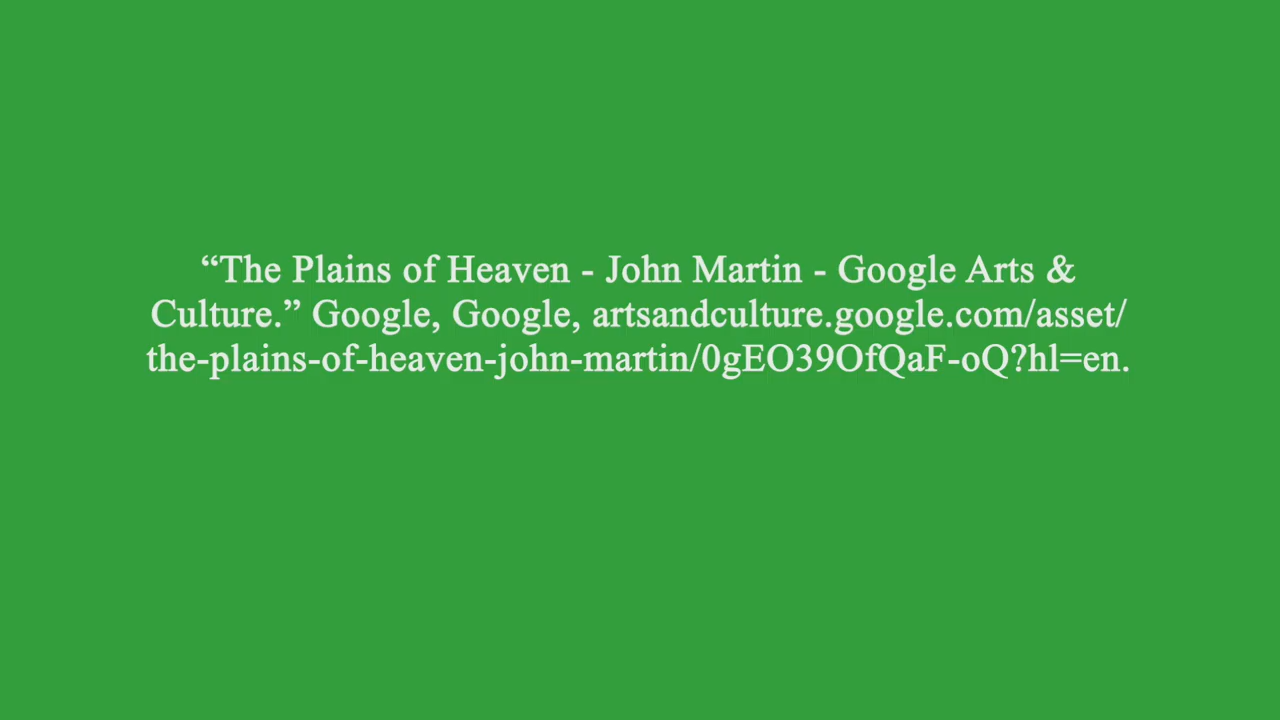 “The Plains of Heaven - John Martin - Google Arts &
Culture.” Google, Google, artsandculture.google.com/asset/
the-plains-of-heaven-john-martin/0gEO39OfQaF-oQ?hl=en.